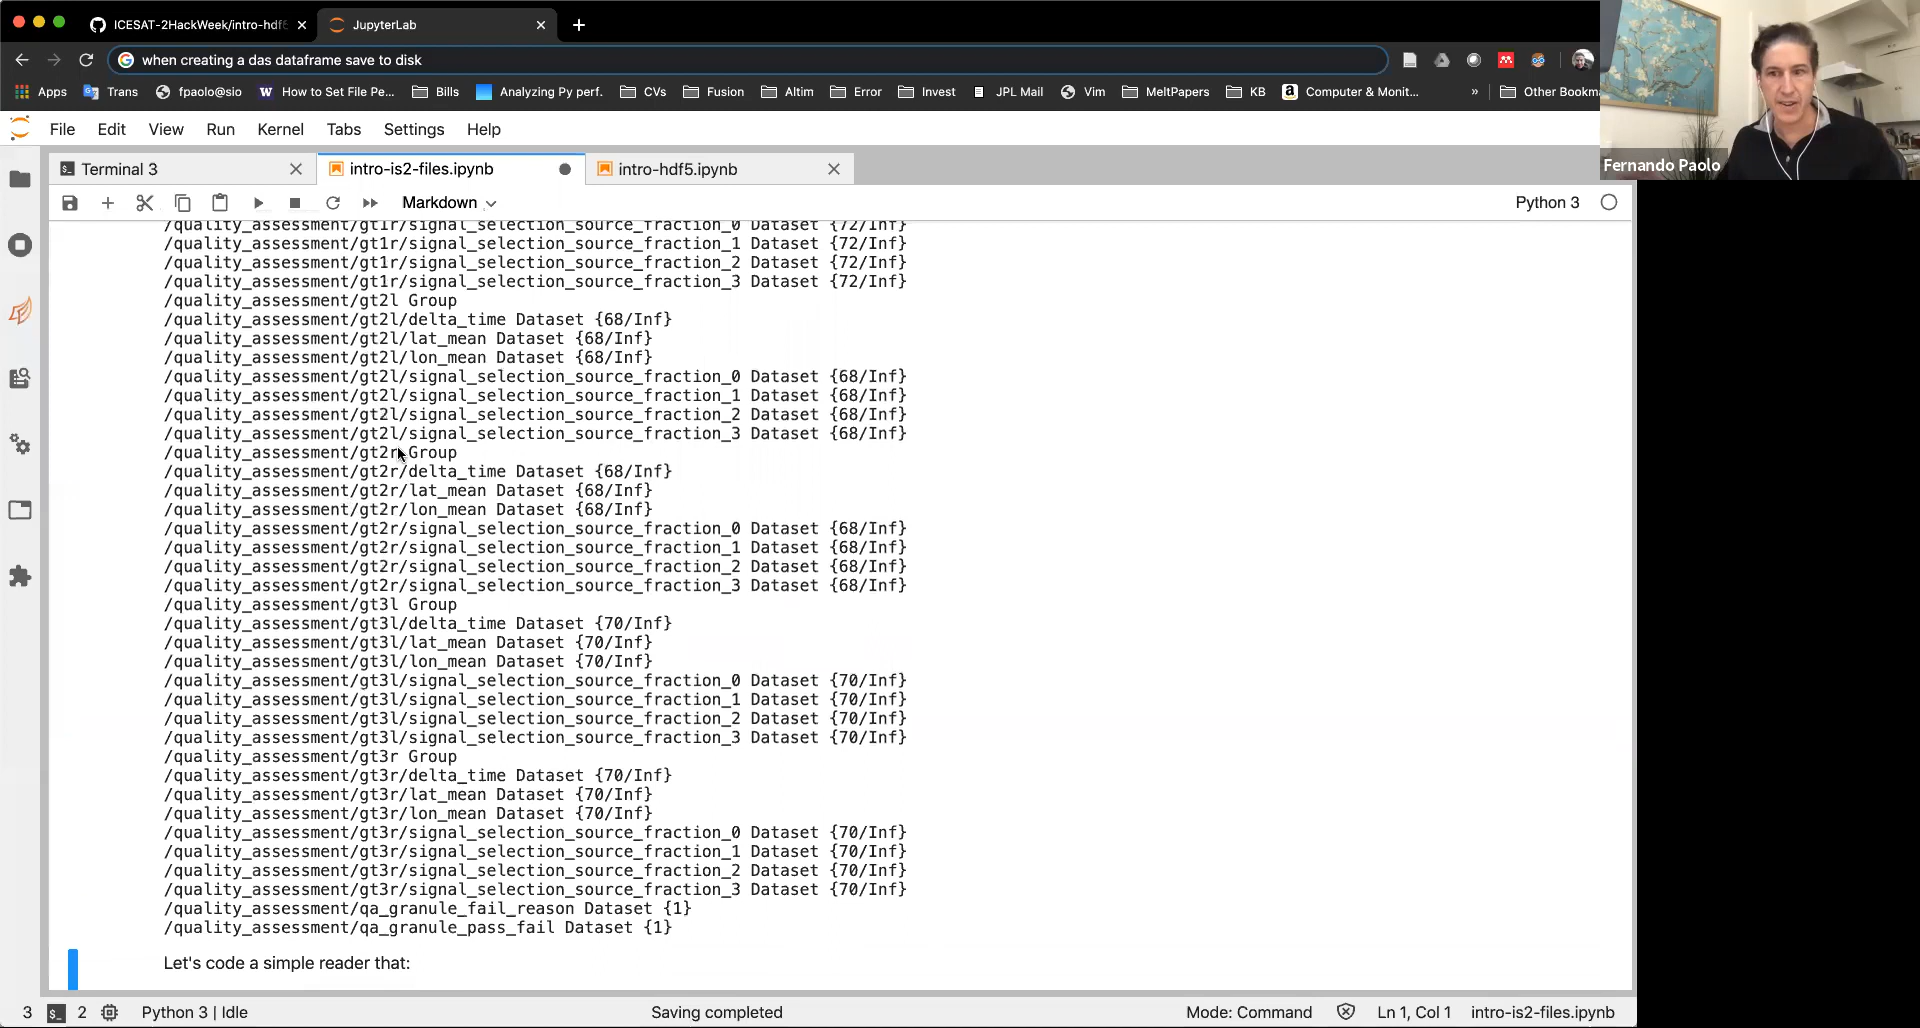 ICESAT-2HackWeek/intro-hdf5
JupyterLab
when creating a das dataframe save to disk
Apps
Trans
fpaolo@sio
How to Set File Pe...
Bills
Analyzing Py perf.
CVs
Fusion
Altim
Error
Invest
JPL Mail
Vim
MeltPapers
KB
Computer & Monit...
»
Other Bookma
Fernando Paolo
File Edit View Run Kernel Tabs Settings Help
Terminal 3
intro-is2-files.ipynb
intro-hdf5.ipynb
Markdown
Python 3
/quality_assessment/gt1r/signal_selection_source_fraction_0 Dataset {72/Inf}
/quality_assessment/gt1r/signal_selection_source_fraction_1 Dataset {72/Inf}
/quality_assessment/gt1r/signal_selection_source_fraction_2 Dataset {72/Inf}
/quality_assessment/gt1r/signal_selection_source_fraction_3 Dataset {72/Inf}
/quality_assessment/gt2l Group
/quality_assessment/gt2l/delta_time Dataset {68/Inf}
/quality_assessment/gt2l/lat_mean Dataset {68/Inf}
/quality_assessment/gt2l/lon_mean Dataset {68/Inf}
/quality_assessment/gt2l/signal_selection_source_fraction_0 Dataset {68/Inf}
/quality_assessment/gt2l/signal_selection_source_fraction_1 Dataset {68/Inf}
/quality_assessment/gt2l/signal_selection_source_fraction_2 Dataset {68/Inf}
/quality_assessment/gt2l/signal_selection_source_fraction_3 Dataset {68/Inf}
/quality_assessment/gt2r Group
/quality_assessment/gt2r/delta_time Dataset {68/Inf}
/quality_assessment/gt2r/lat_mean Dataset {68/Inf}
/quality_assessment/gt2r/lon_mean Dataset {68/Inf}
/quality_assessment/gt2r/signal_selection_source_fraction_0 Dataset {68/Inf}
/quality_assessment/gt2r/signal_selection_source_fraction_1 Dataset {68/Inf}
/quality_assessment/gt2r/signal_selection_source_fraction_2 Dataset {68/Inf}
/quality_assessment/gt2r/signal_selection_source_fraction_3 Dataset {68/Inf}
/quality_assessment/gt3l Group
/quality_assessment/gt3l/delta_time Dataset {70/Inf}
/quality_assessment/gt3l/lat_mean Dataset {70/Inf}
/quality_assessment/gt3l/lon_mean Dataset {70/Inf}
/quality_assessment/gt3l/signal_selection_source_fraction_0 Dataset {70/Inf}
/quality_assessment/gt3l/signal_selection_source_fraction_1 Dataset {70/Inf}
/quality_assessment/gt3l/signal_selection_source_fraction_2 Dataset {70/Inf}
/quality_assessment/gt3l/signal_selection_source_fraction_3 Dataset {70/Inf}
/quality_assessment/gt3r Group
/quality_assessment/gt3r/delta_time Dataset {70/Inf}
/quality_assessment/gt3r/lat_mean Dataset {70/Inf}
/quality_assessment/gt3r/lon_mean Dataset {70/Inf}
/quality_assessment/gt3r/signal_selection_source_fraction_0 Dataset {70/Inf}
/quality_assessment/gt3r/signal_selection_source_fraction_1 Dataset {70/Inf}
/quality_assessment/gt3r/signal_selection_source_fraction_2 Dataset {70/Inf}
/quality_assessment/gt3r/signal_selection_source_fraction_3 Dataset {70/Inf}
/quality_assessment/qa_granule_fail_reason Dataset {1}
/quality_assessment/qa_granule_pass_fail Dataset {1}
Let's code a simple reader that:
3 2 Python 3 | Idle
Saving completed
Mode: Command
Ln 1, Col 1
intro-is2-files.ipynb